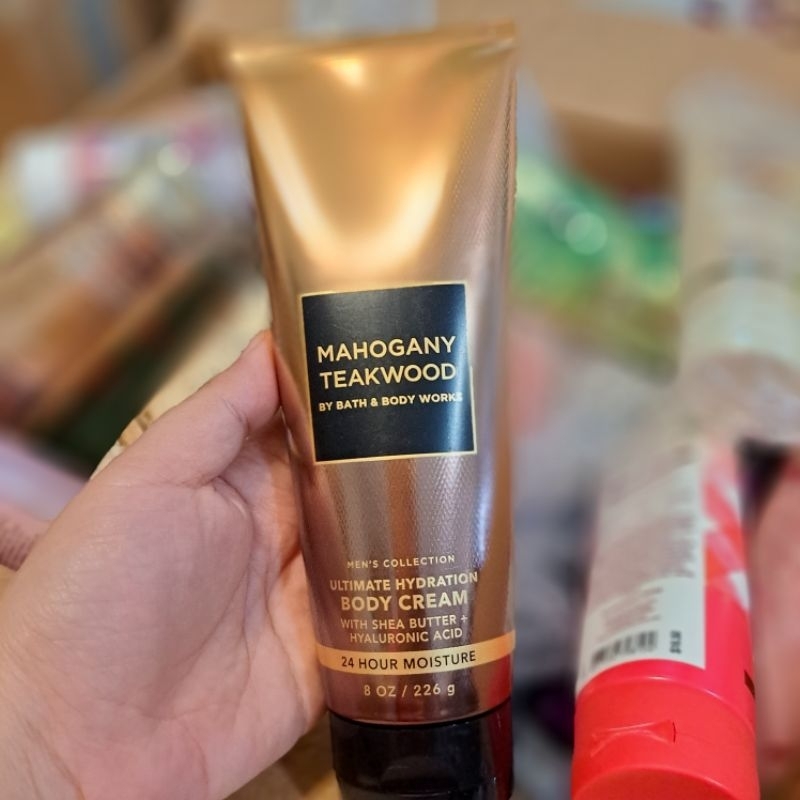 MAHOGANY
TEAKWOOD
BY BATH & BODY WORKS
MEN'S COLLECTION
ULTIMATE HYDRATION
BODY CREAM
WITH SHEA BUTTER +
HYALURONIC ACID
24 HOUR MOISTURE
8 OZ / 226 g